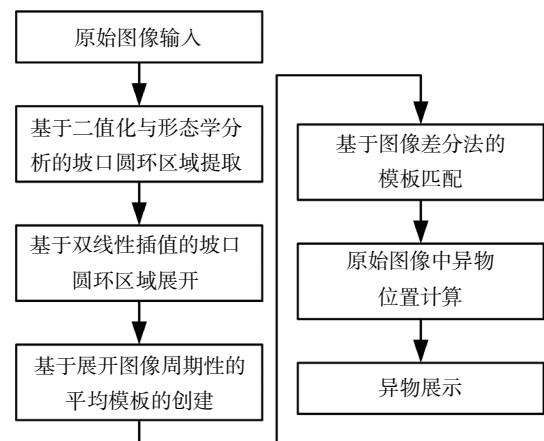 原始图像输入
基于二值化与形态学分
析的坡口圆环区域提取
基于双线性插值的坡口
圆环区域展开
基于展开图像周期性的
平均模板的创建
基于图像差分法的
模板匹配
原始图像中异物
位置计算
异物展示